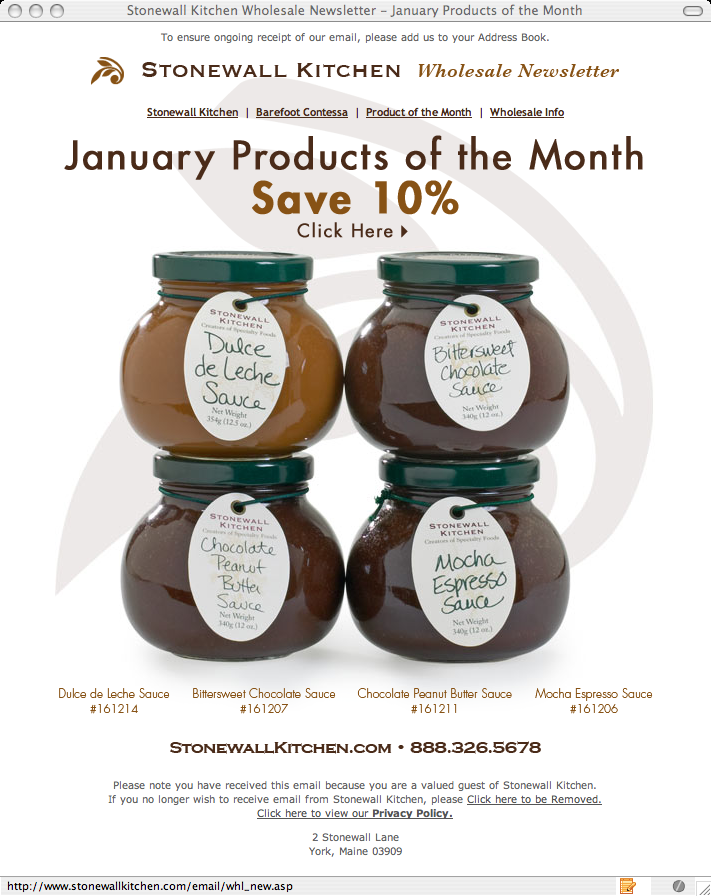 Stonewall Kitchen Wholesale Newsletter – January Products of the Month
To ensure ongoing receipt of our email, please add us to your Address Book.
STONEWALL KITCHEN Wholesale Newsletter
Stonewall Kitchen | Barefoot Contessa | Product of the Month | Wholesale Info
January Products of the Month
Save 10%
Click Here
STONEWALL
KITCHEN
Creators of Specialty Foods
Dulce
de Leche
Sauce
Net Weight
354g (12.5 oz.)
STONEWALL
KITCHEN
Creators of Specialty Foods
Bittersweet
Chocolate
Sauce
Net Weight
340g (12 oz.)
STONEWALL
KITCHEN
Creators of Specialty Foods
Chocolate
Peanut
Butter
Sauce
Net Weight
340g (12 oz.)
STONEWALL
KITCHEN
Creators of Specialty Foods
Mocha
Espresso
Sauce
Net Weight
340g (12 oz.)
Dulce de Leche Sauce
#161214
Bittersweet Chocolate Sauce
#161207
Chocolate Peanut Butter Sauce
#161211
Mocha Espresso Sauce
#161206
STONEWALLKITCHEN.COM • 888.326.5678
Please note you have received this email because you are a valued guest of Stonewall Kitchen.
If you no longer wish to receive email from Stonewall Kitchen, please Click here to be Removed.
Click here to view our Privacy Policy.
2 Stonewall Lane
York, Maine 03909
http://www.stonewallkitchen.com/email/whl_new.asp